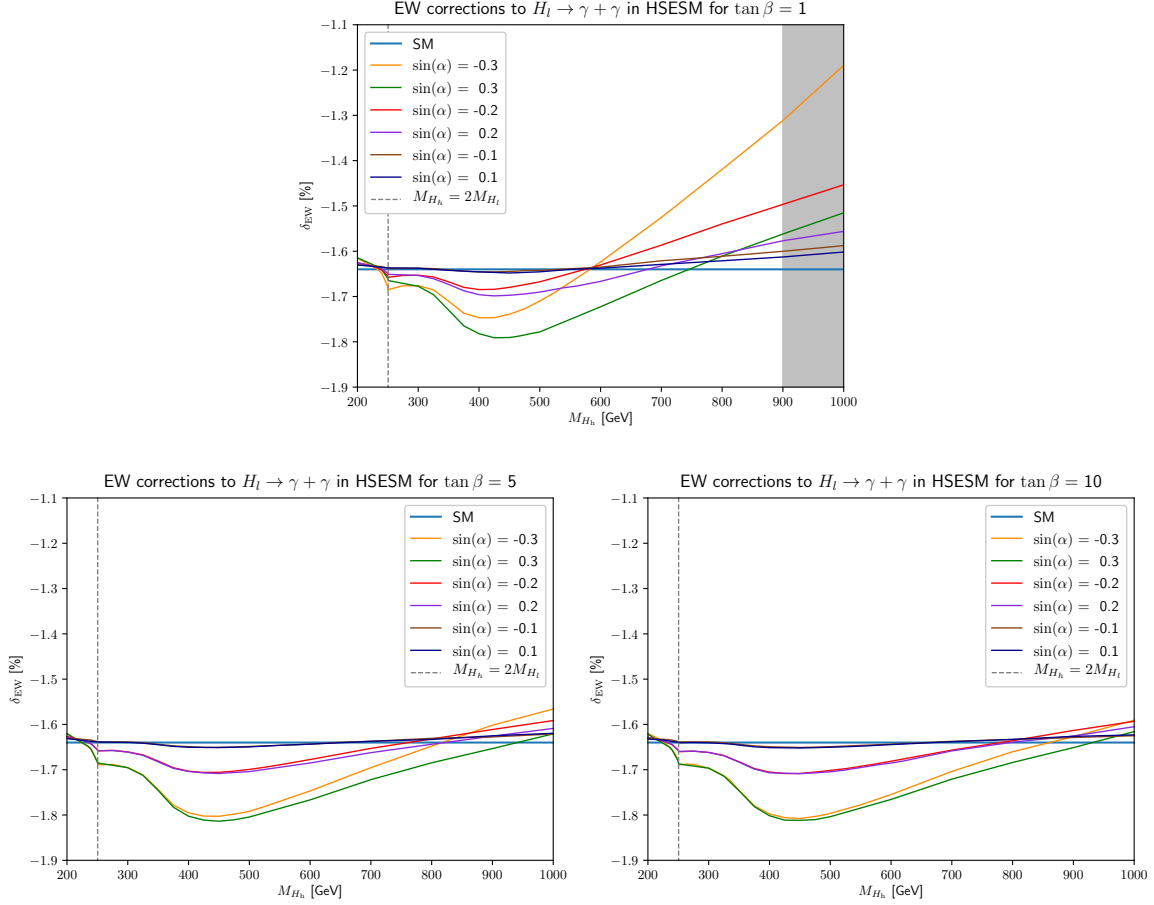 EW corrections to $H_l \to \gamma + \gamma$ in HSESM for $\tan\beta = 1$
−1.1
−1.2
−1.3
−1.4
−1.5
−1.6
−1.7
−1.8
−1.9
$\delta_{\mathrm{EW}}$ [%]
SM
$\sin(\alpha) =$ -0.3
$\sin(\alpha) =$ 0.3
$\sin(\alpha) =$ -0.2
$\sin(\alpha) =$ 0.2
$\sin(\alpha) =$ -0.1
$\sin(\alpha) =$ 0.1
$M_{H_h} = 2M_{H_l}$
200 300 400 500 600 700 800 900 1000
$M_{H_h}$ [GeV]
EW corrections to $H_l \to \gamma + \gamma$ in HSESM for $\tan\beta = 5$
−1.1
−1.2
−1.3
−1.4
−1.5
−1.6
−1.7
−1.8
−1.9
$\delta_{\mathrm{EW}}$ [%]
SM
$\sin(\alpha) =$ -0.3
$\sin(\alpha) =$ 0.3
$\sin(\alpha) =$ -0.2
$\sin(\alpha) =$ 0.2
$\sin(\alpha) =$ -0.1
$\sin(\alpha) =$ 0.1
$M_{H_h} = 2M_{H_l}$
200 300 400 500 600 700 800 900 1000
$M_{H_h}$ [GeV]
EW corrections to $H_l \to \gamma + \gamma$ in HSESM for $\tan\beta = 10$
−1.1
−1.2
−1.3
−1.4
−1.5
−1.6
−1.7
−1.8
−1.9
$\delta_{\mathrm{EW}}$ [%]
SM
$\sin(\alpha) =$ -0.3
$\sin(\alpha) =$ 0.3
$\sin(\alpha) =$ -0.2
$\sin(\alpha) =$ 0.2
$\sin(\alpha) =$ -0.1
$\sin(\alpha) =$ 0.1
$M_{H_h} = 2M_{H_l}$
200 300 400 500 600 700 800 900 1000
$M_{H_h}$ [GeV]